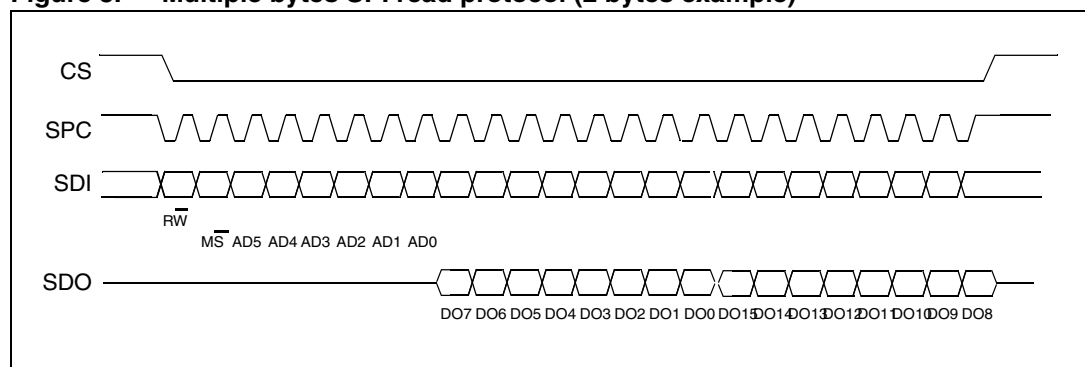 Figure 8. Multiple bytes SPI read protocol (2 bytes example)
CS
SPC
SDI
RW
MS AD5 AD4 AD3 AD2 AD1 AD0
SDO
DO7 DO6 DO5 DO4 DO3 DO2 DO1 DO0 DO15 DO14 DO13 DO12 DO11 DO10 DO9 DO8